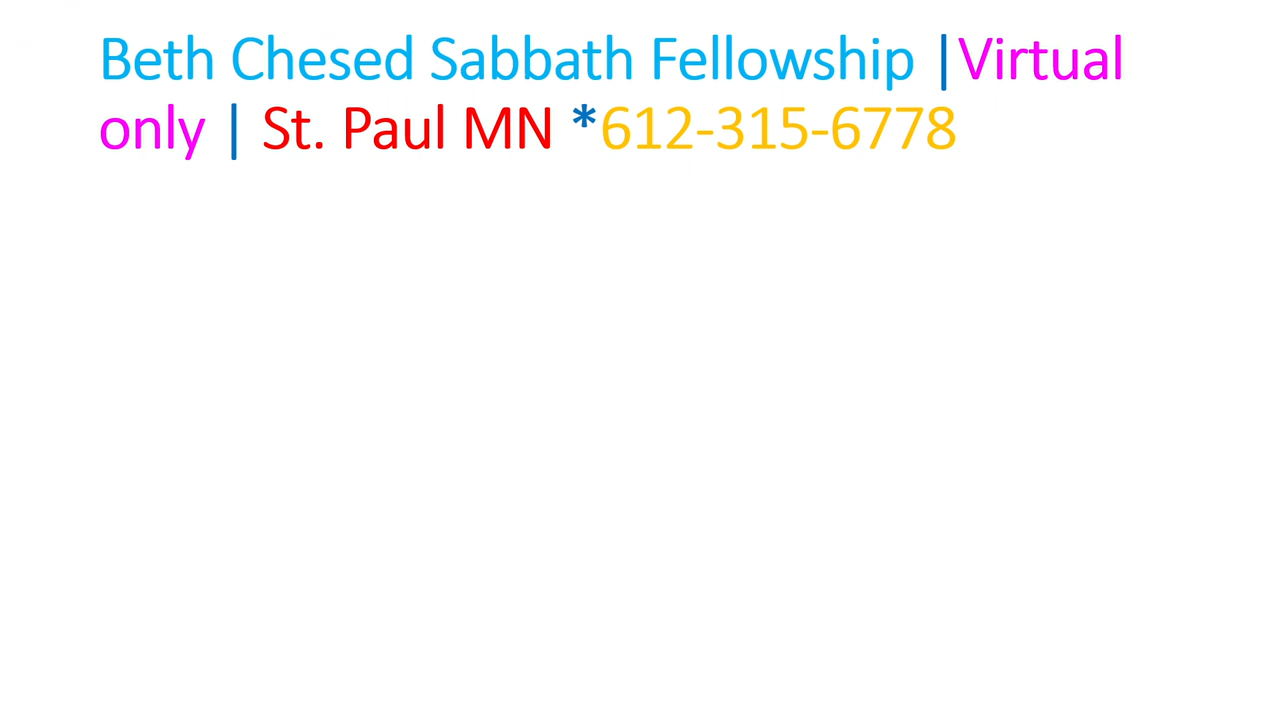 Beth Chesed Sabbath Fellowship |Virtual
only | St. Paul MN *612-315-6778